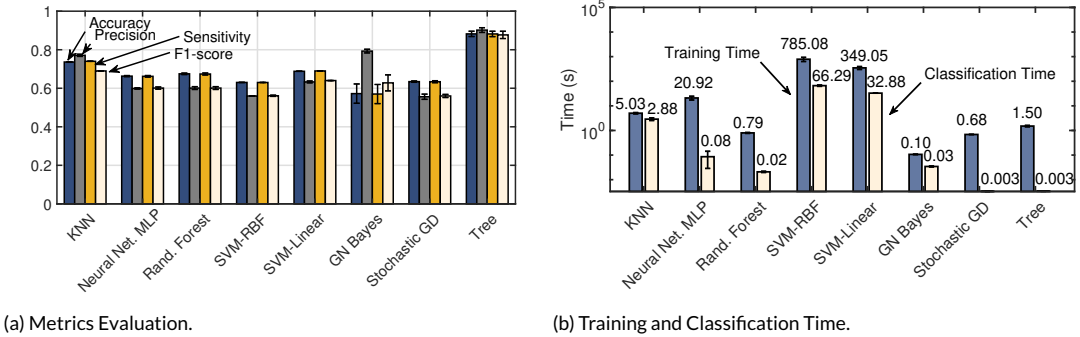 1
0.8
0.6
0.4
0.2
0
Accuracy
Precision
Sensitivity
F1-score
KNN
Neural Net. MLP
Rand. Forest
SVM-RBF
SVM-Linear
GN Bayes
Stochastic GD
Tree
(a) Metrics Evaluation.
Time (s)
10^5
10^0
Training Time
Classification Time
5.03
2.88
20.92
0.08
0.79
0.02
785.08
66.29
349.05
32.88
0.10
0.03
0.68
0.003
1.50
0.003
KNN
Neural Net. MLP
Rand. Forest
SVM-RBF
SVM-Linear
GN Bayes
Stochastic GD
Tree
(b) Training and Classification Time.